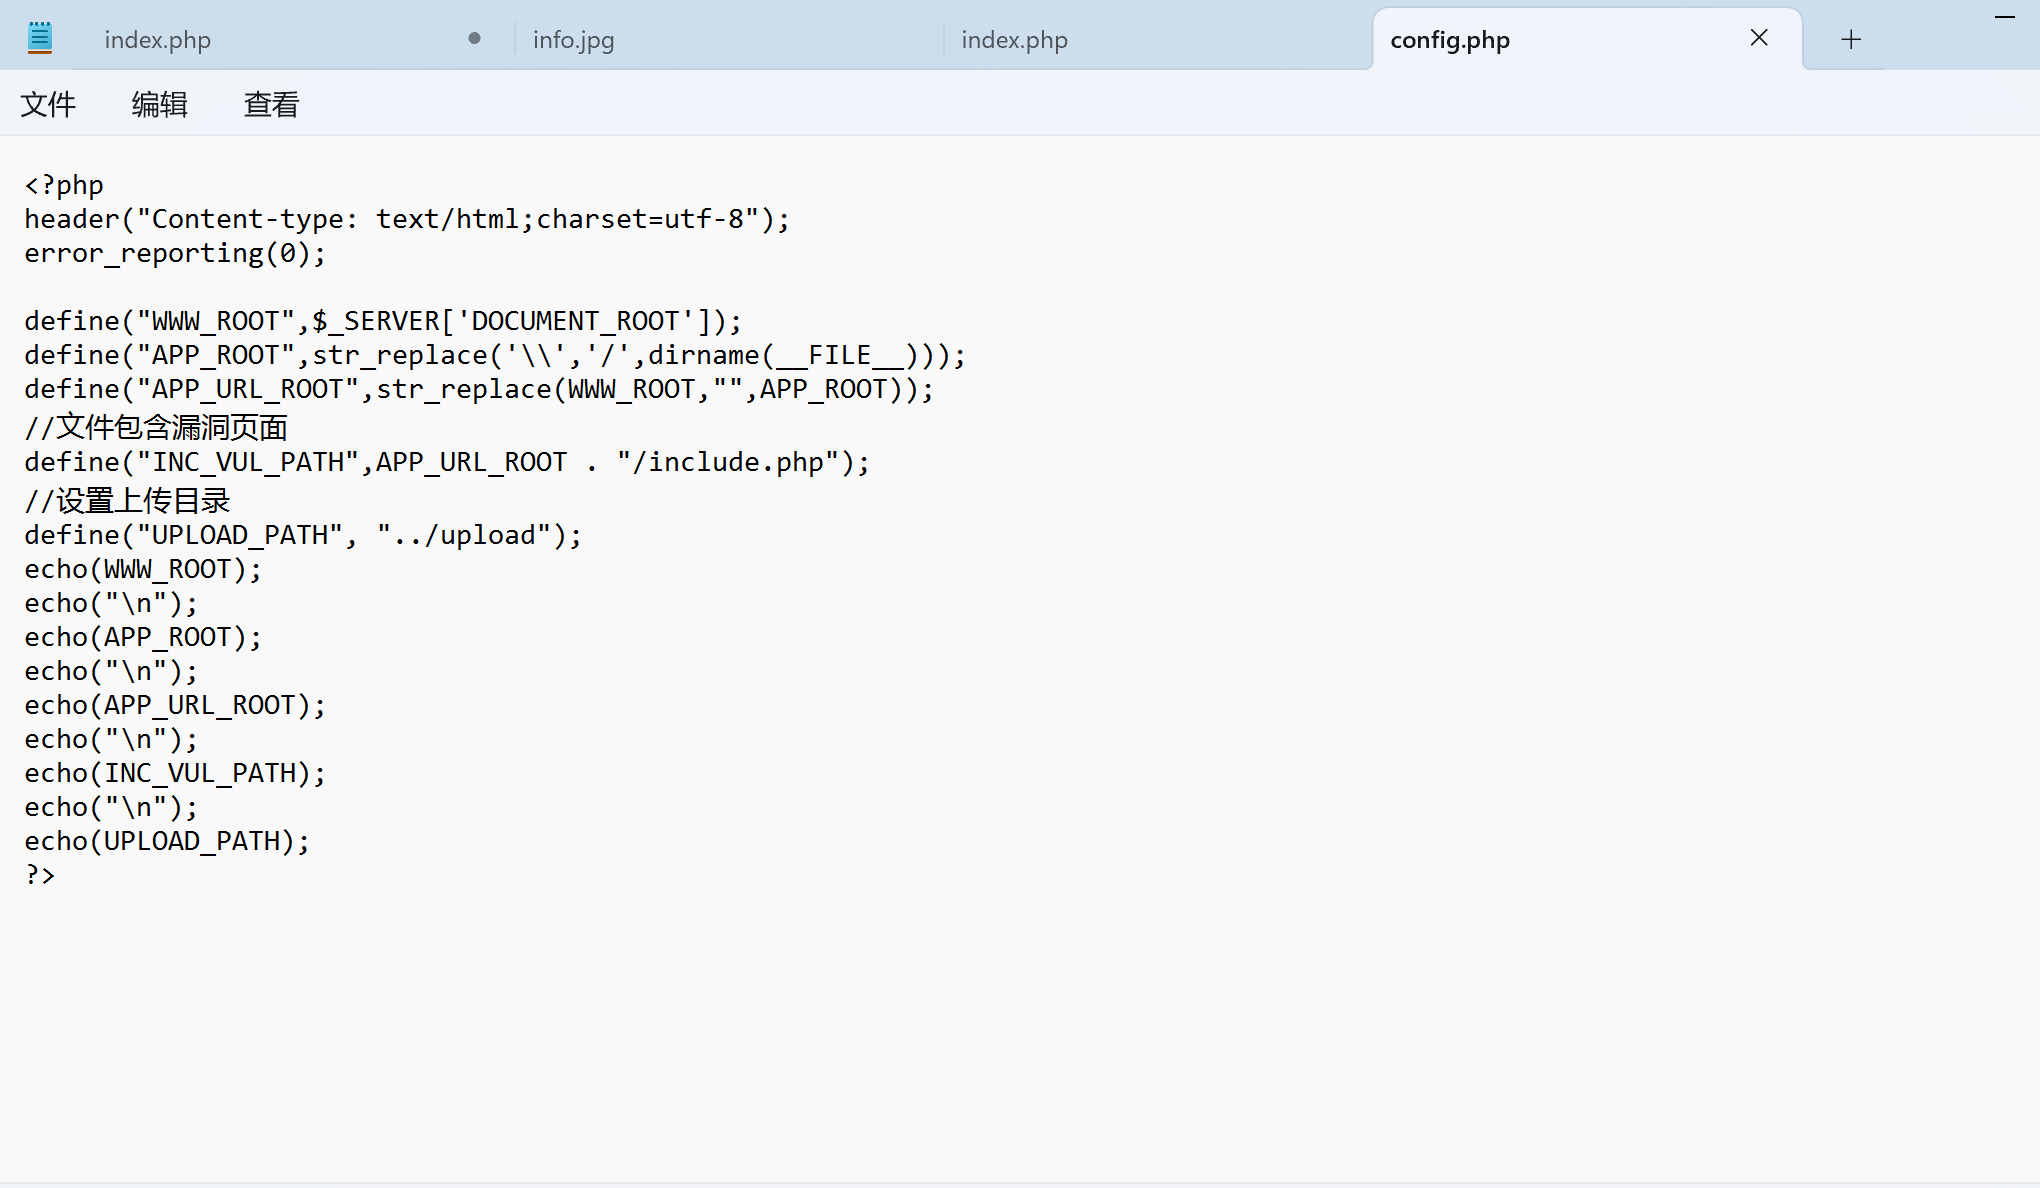 index.php
info.jpg
index.php
config.php
文件 编辑 查看
<?php
header("Content-type: text/html;charset=utf-8");
error_reporting(0);
define("WWW_ROOT",$_SERVER['DOCUMENT_ROOT']);
define("APP_ROOT",str_replace('\\','/',dirname(__FILE__)));
define("APP_URL_ROOT",str_replace(WWW_ROOT,"",APP_ROOT));
//文件包含漏洞页面
define("INC_VUL_PATH",APP_URL_ROOT . "/include.php");
//设置上传目录
define("UPLOAD_PATH", "../upload");
echo(WWW_ROOT);
echo("\n");
echo(APP_ROOT);
echo("\n");
echo(APP_URL_ROOT);
echo("\n");
echo(INC_VUL_PATH);
echo("\n");
echo(UPLOAD_PATH);
?>